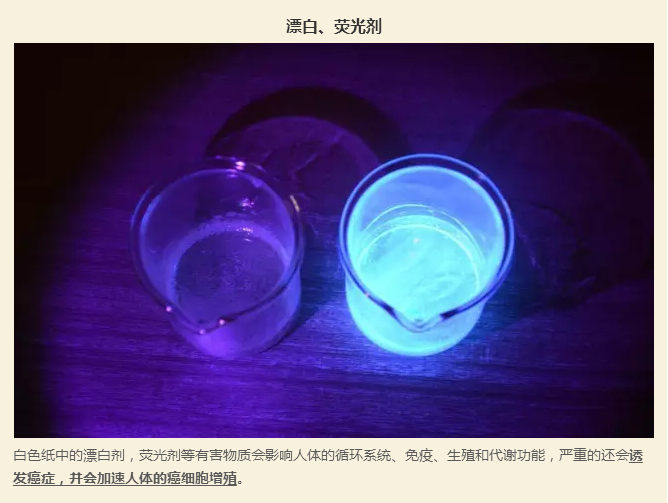 漂白、荧光剂
白色纸中的漂白剂，荧光剂等有害物质会影响人体的循环系统、免疫、生殖和代谢功能，严重的还会诱
发癌症，并会加速人体的癌细胞增殖。